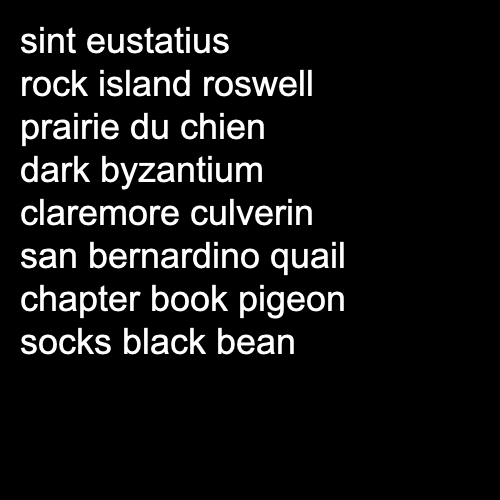 sint eustatius
rock island roswell
prairie du chien
dark byzantium
claremore culverin
san bernardino quail
chapter book pigeon
socks black bean